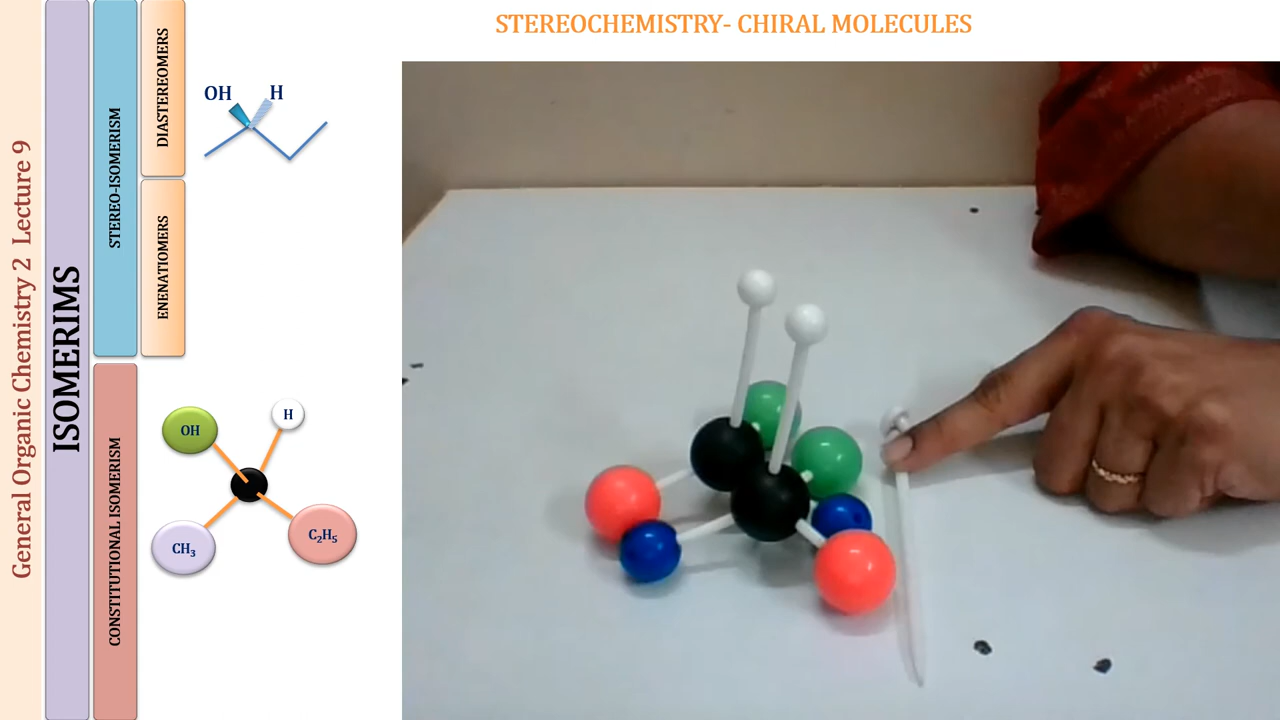 STEREOCHEMISTRY- CHIRAL MOLECULES
General Organic Chemistry 2 Lecture 9
ISOMERIMS
STEREO-ISOMERISM
DIASTEREOMERS
ENENATIOMERS
CONSTITUTIONAL ISOMERISM
OH H
OH
H
CH₃
C₂H₅